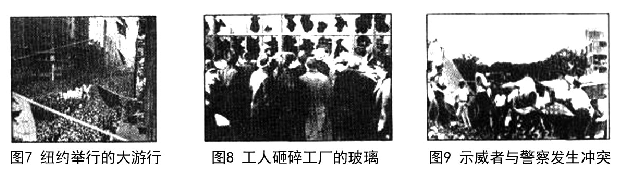 图7 纽约举行的大游行
图8 工人砸碎工厂的玻璃
图9 示威者与警察发生冲突